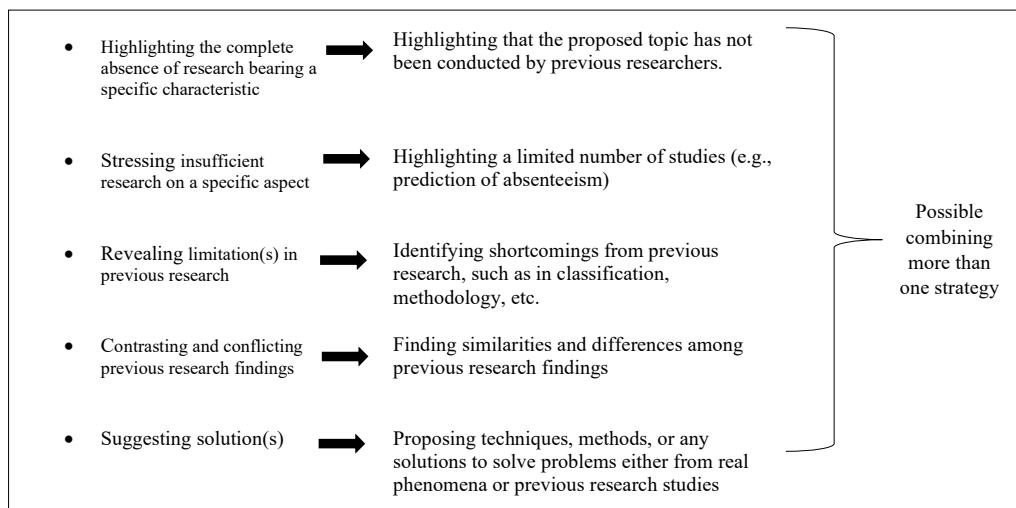 • Highlighting the complete
absence of research bearing a
specific characteristic
Highlighting that the proposed topic has not
been conducted by previous researchers.
• Stressing insufficient
research on a specific aspect
Highlighting a limited number of studies (e.g.,
prediction of absenteeism)
• Revealing limitation(s) in
previous research
Identifying shortcomings from previous
research, such as in classification,
methodology, etc.
• Contrasting and conflicting
previous research findings
Finding similarities and differences among
previous research findings
• Suggesting solution(s)
Proposing techniques, methods, or any
solutions to solve problems either from real
phenomena or previous research studies
Possible
combining
more than
one strategy